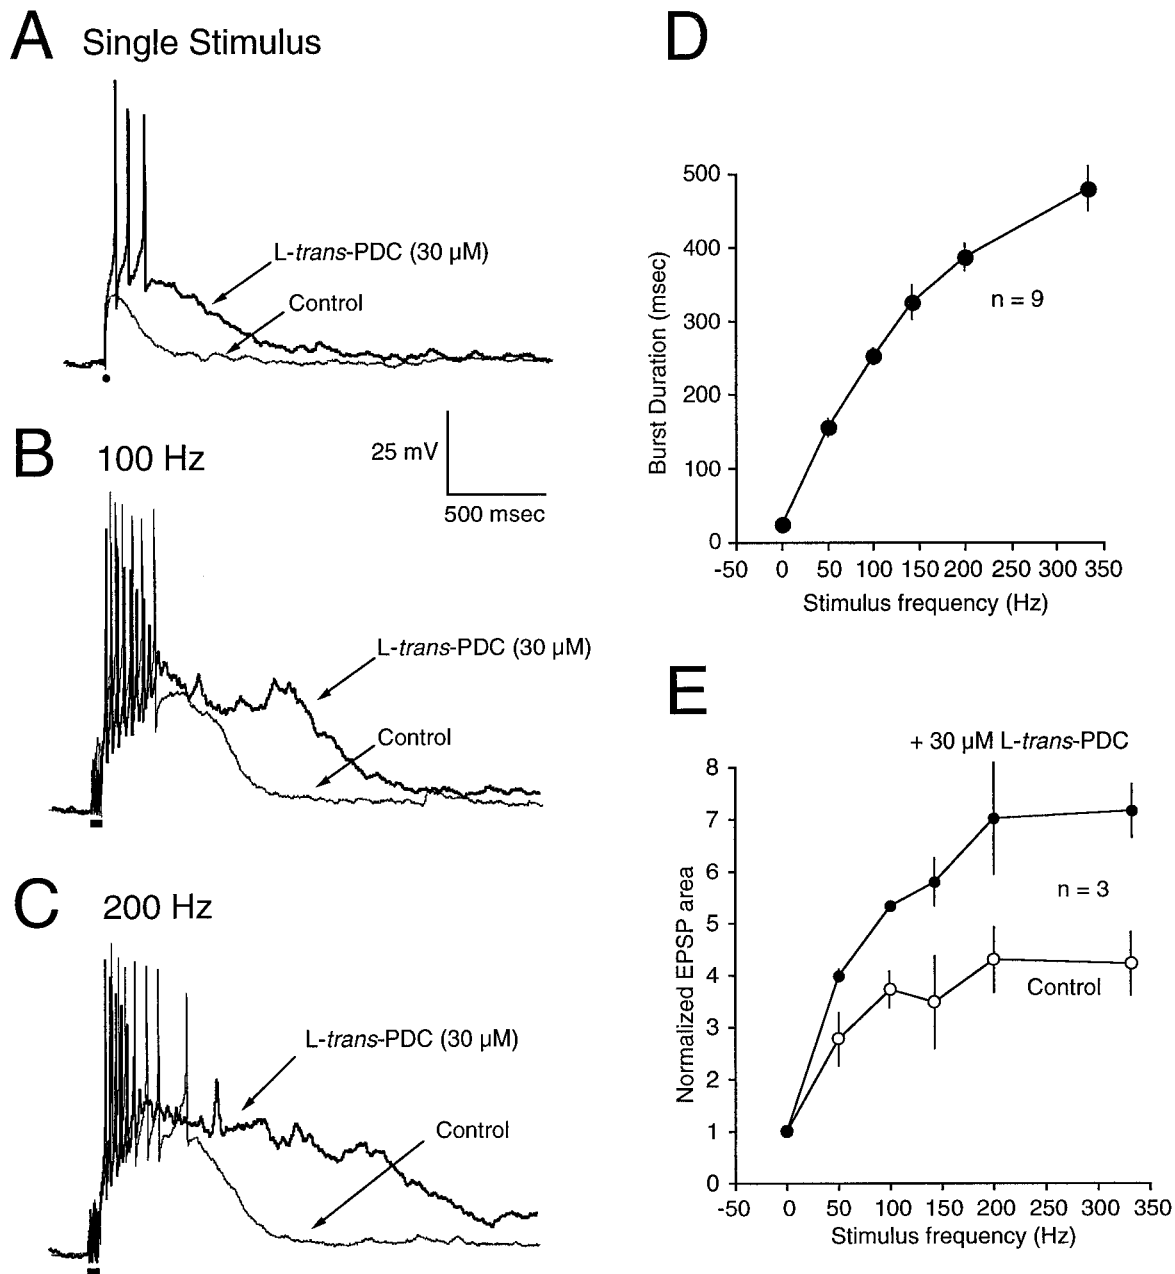 A Single Stimulus
L-trans-PDC (30 µM)
Control
25 mV
500 msec
B 100 Hz
L-trans-PDC (30 µM)
Control
C 200 Hz
L-trans-PDC (30 µM)
Control
D
500
400
300
200
100
0
Burst Duration (msec)
n = 9
-50 0 50 100 150 200 250 300 350
Stimulus frequency (Hz)
E
+ 30 µM L-trans-PDC
8
7
6
5
4
3
2
1
0
Normalized EPSP area
n = 3
Control
-50 0 50 100 150 200 250 300 350
Stimulus frequency (Hz)